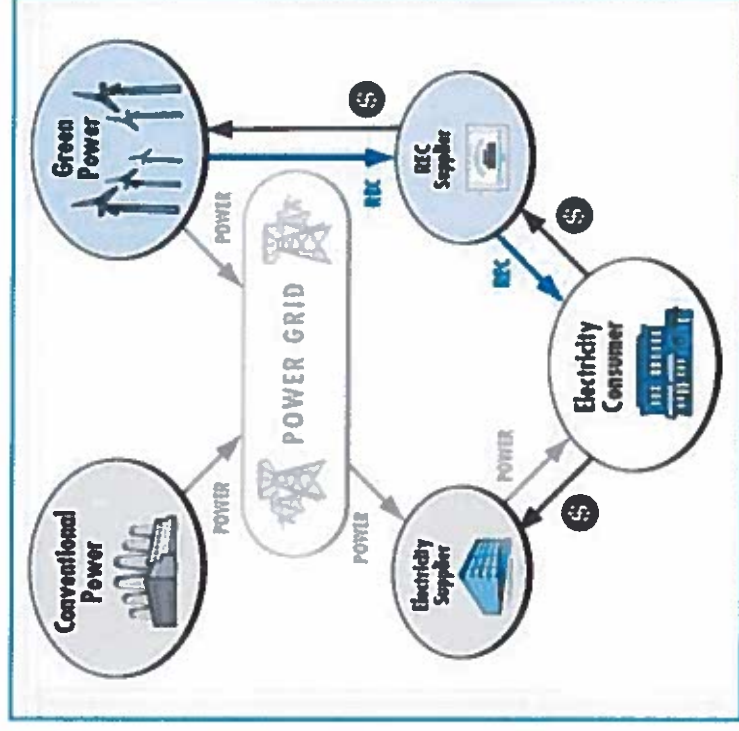 Conventional
Power
Green
Power
POWER
POWER
POWER GRID
POWER
REC
$
Electricity
Supplier
REC
Supplier
POWER
REC
$
$
Electricity
Consumer